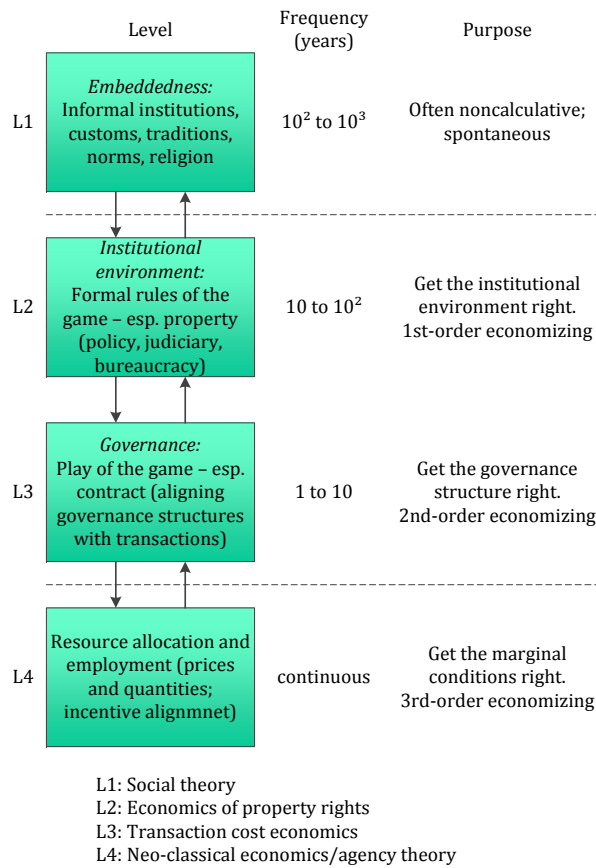 Level
Frequency
(years)
Purpose
L1
Embeddedness:
Informal institutions,
customs, traditions,
norms, religion
10² to 10³
Often noncalculative;
spontaneous
L2
Institutional
environment:
Formal rules of the
game – esp. property
(policy, judiciary,
bureaucracy)
10 to 10²
Get the institutional
environment right.
1st-order economizing
L3
Governance:
Play of the game – esp.
contract (aligning
governance structures
with transactions)
1 to 10
Get the governance
structure right.
2nd-order economizing
L4
Resource allocation and
employment (prices
and quantities;
incentive alignmnet)
continuous
Get the marginal
conditions right.
3rd-order economizing
L1: Social theory
L2: Economics of property rights
L3: Transaction cost economics
L4: Neo-classical economics/agency theory